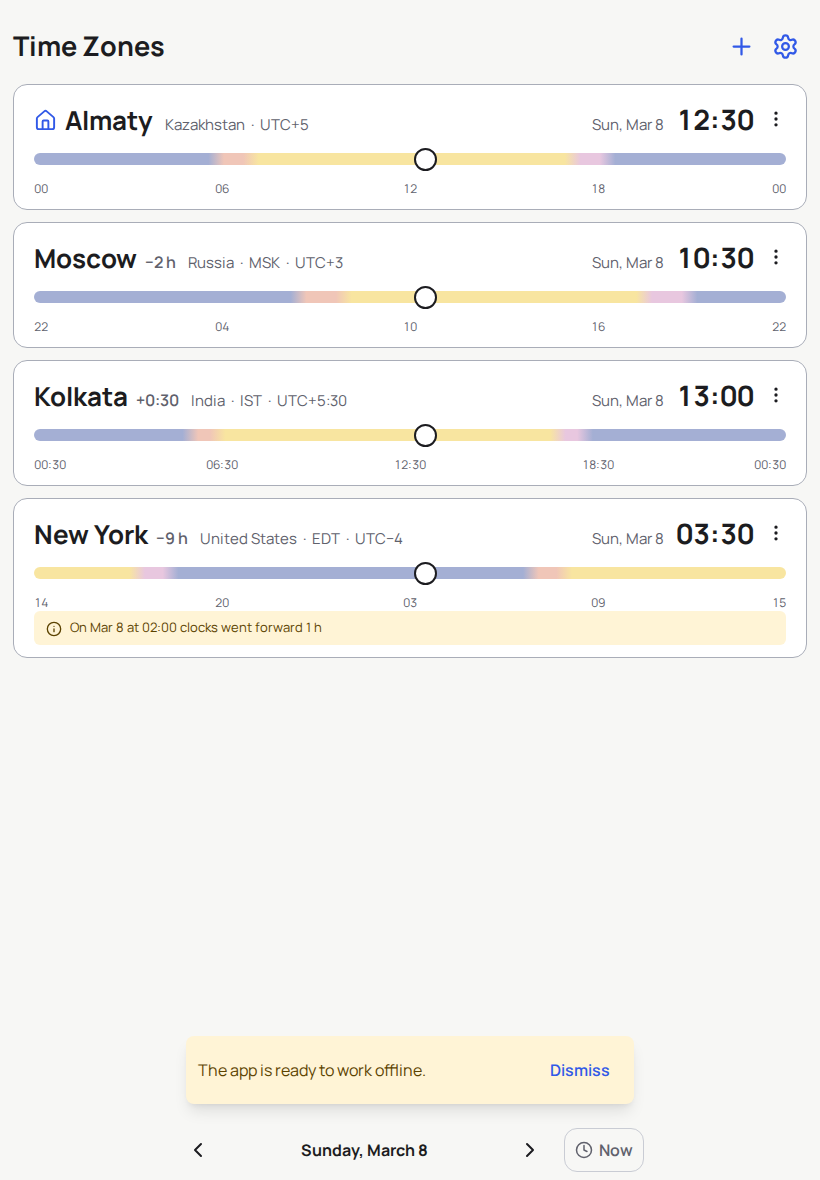 Time Zones
Almaty Kazakhstan · UTC+5 Sun, Mar 8 12:30
00 06 12 18 00
Moscow −2 h Russia · MSK · UTC+3 Sun, Mar 8 10:30
22 04 10 16 22
Kolkata +0:30 India · IST · UTC+5:30 Sun, Mar 8 13:00
00:30 06:30 12:30 18:30 00:30
New York −9 h United States · EDT · UTC−4 Sun, Mar 8 03:30
14 20 03 09 15
On Mar 8 at 02:00 clocks went forward 1 h
The app is ready to work offline. Dismiss
Sunday, March 8 Now